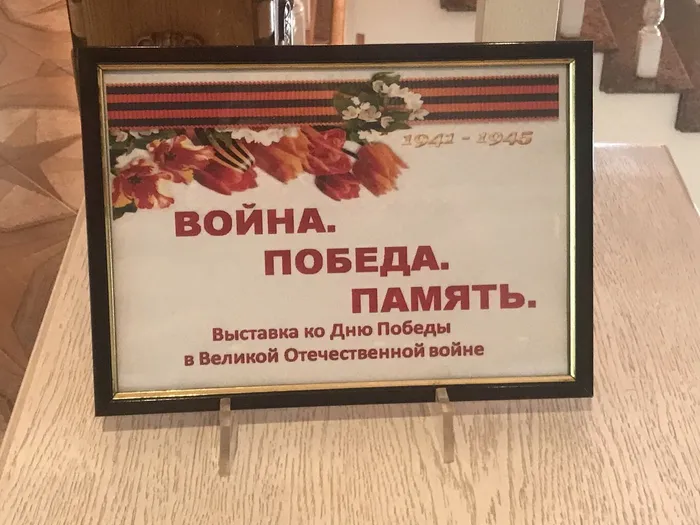 1941 - 1945
ВОЙНА.
ПОБЕДА.
ПАМЯТЬ.
Выставка ко Дню Победы
в Великой Отечественной войне